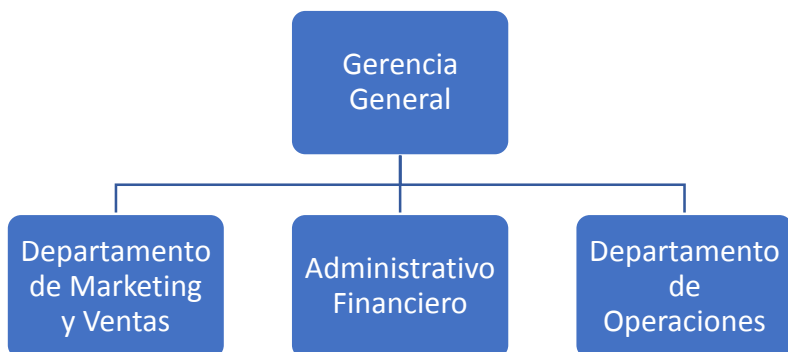 Gerencia
General
Departamento
de Marketing
y Ventas
Administrativo
Financiero
Departamento
de
Operaciones